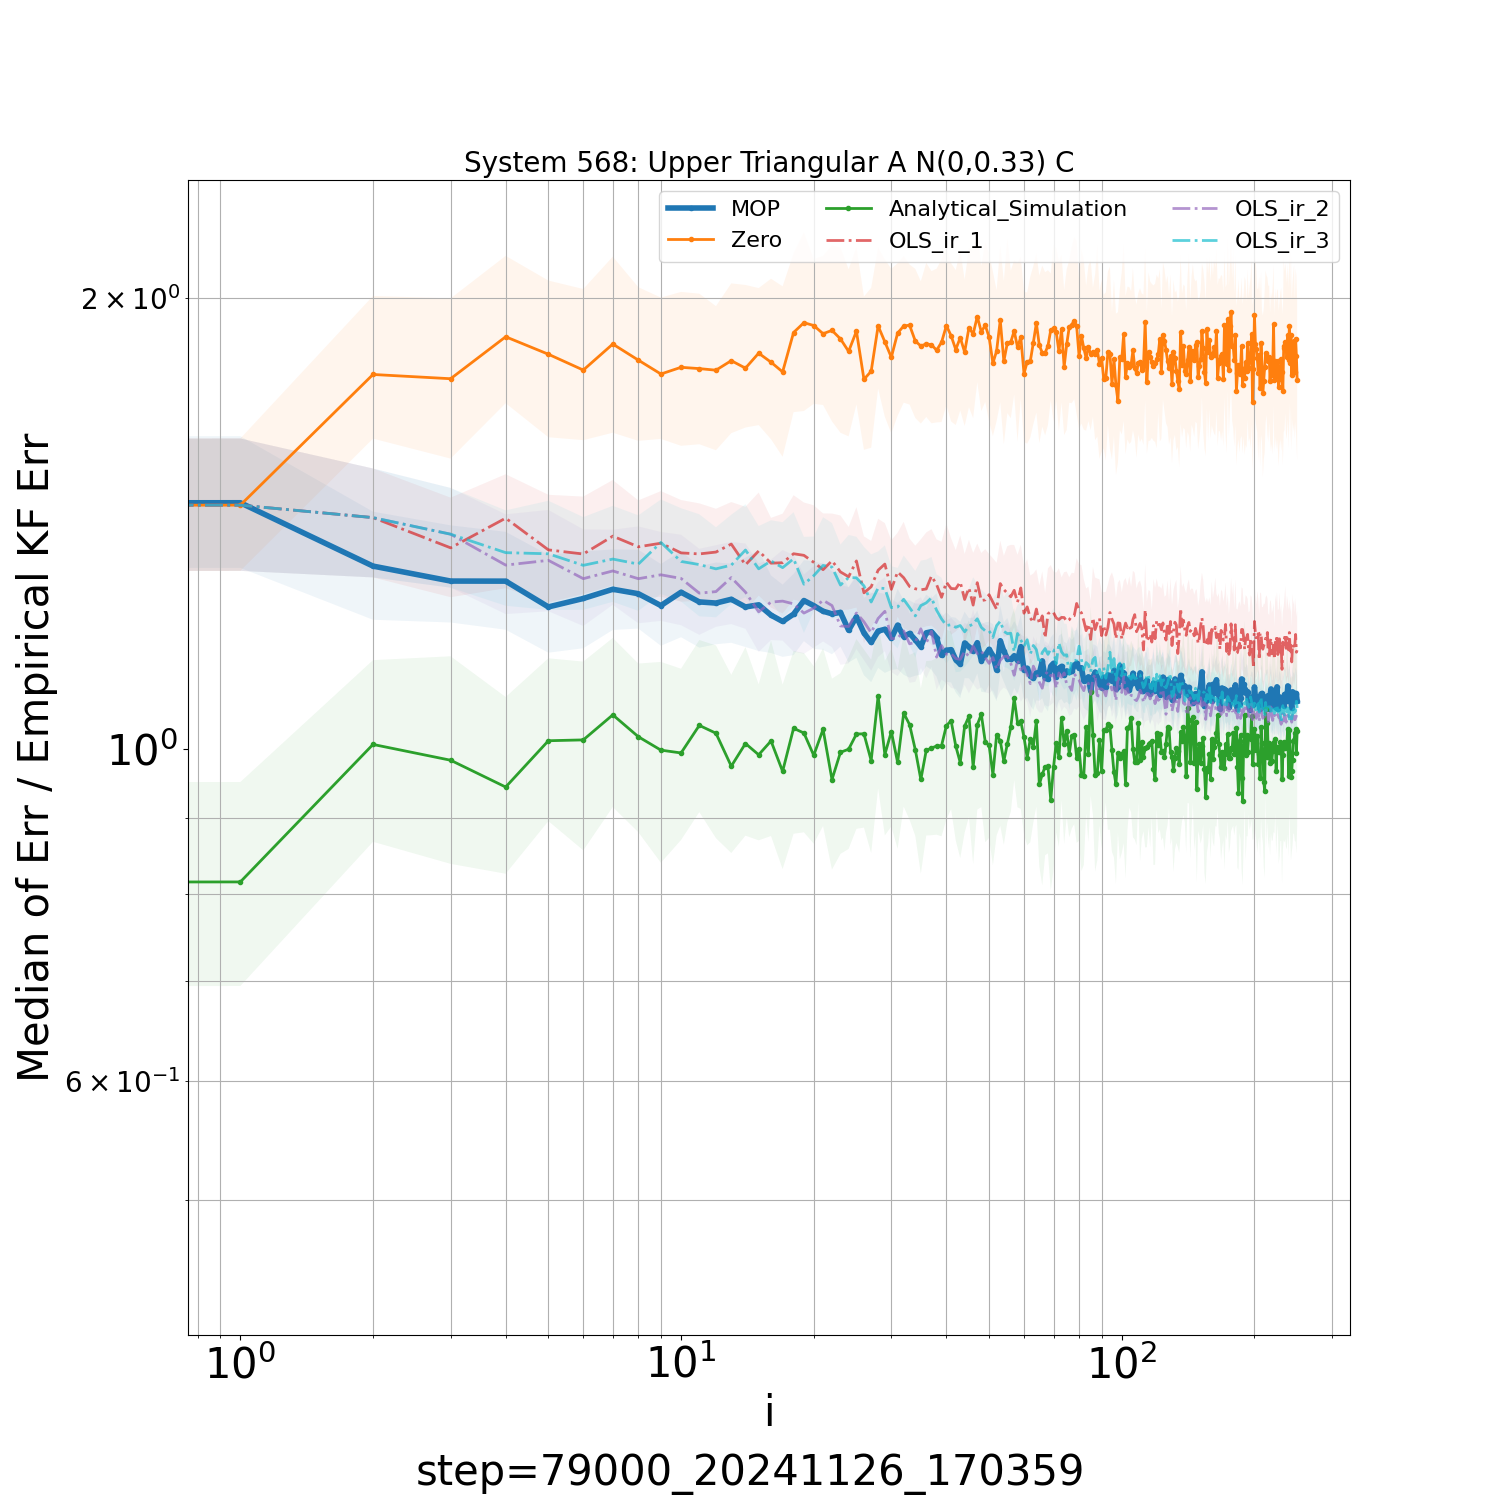 System 568: Upper Triangular A N(0,0.33) C
MOP
Zero
Analytical_Simulation
OLS_ir_1
OLS_ir_2
OLS_ir_3
Median of Err / Empirical KF Err
2 × 10⁰
10⁰
6 × 10⁻¹
10⁰ 10¹ 10²
i
step=79000_20241126_170359